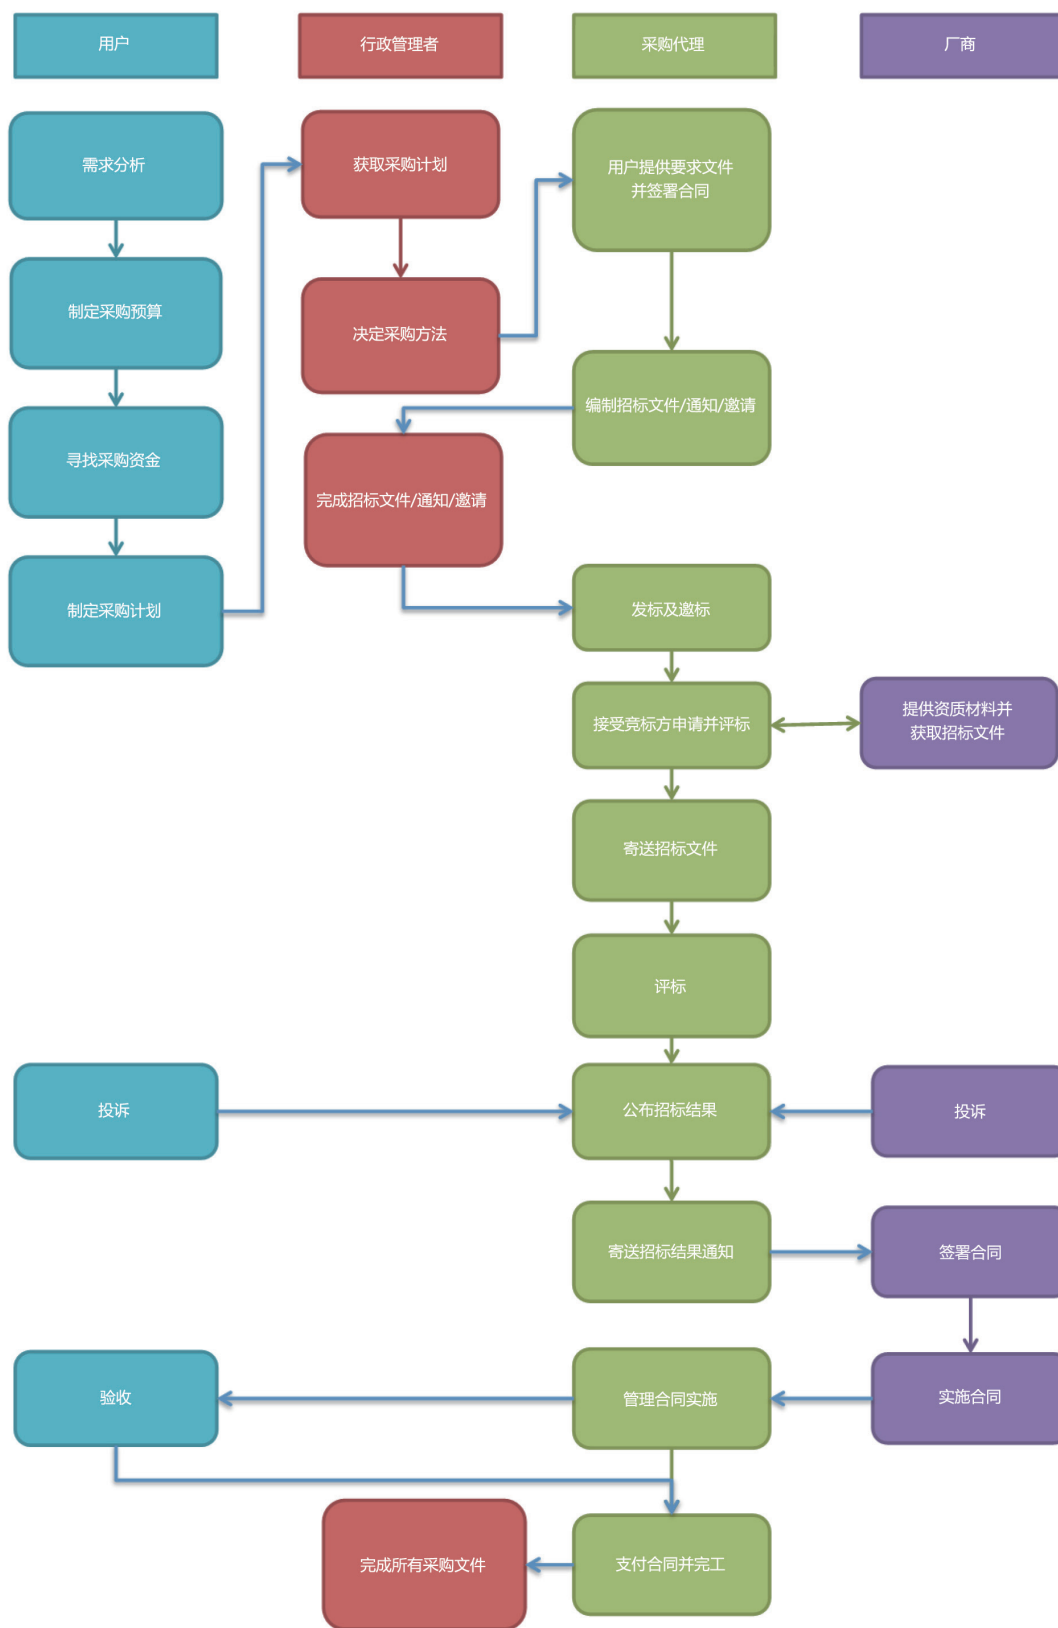 用户
行政管理者
采购代理
厂商
需求分析
获取采购计划
用户提供要求文件
并签署合同
制定采购预算
决定采购方法
编制招标文件/通知/邀请
寻找采购资金
完成招标文件/通知/邀请
制定采购计划
发标及邀标
接受竞标方申请并评标
提供资质材料并
获取招标文件
寄送招标文件
评标
投诉
公布招标结果
投诉
寄送招标结果通知
签署合同
验收
管理合同实施
实施合同
完成所有采购文件
支付合同并完工